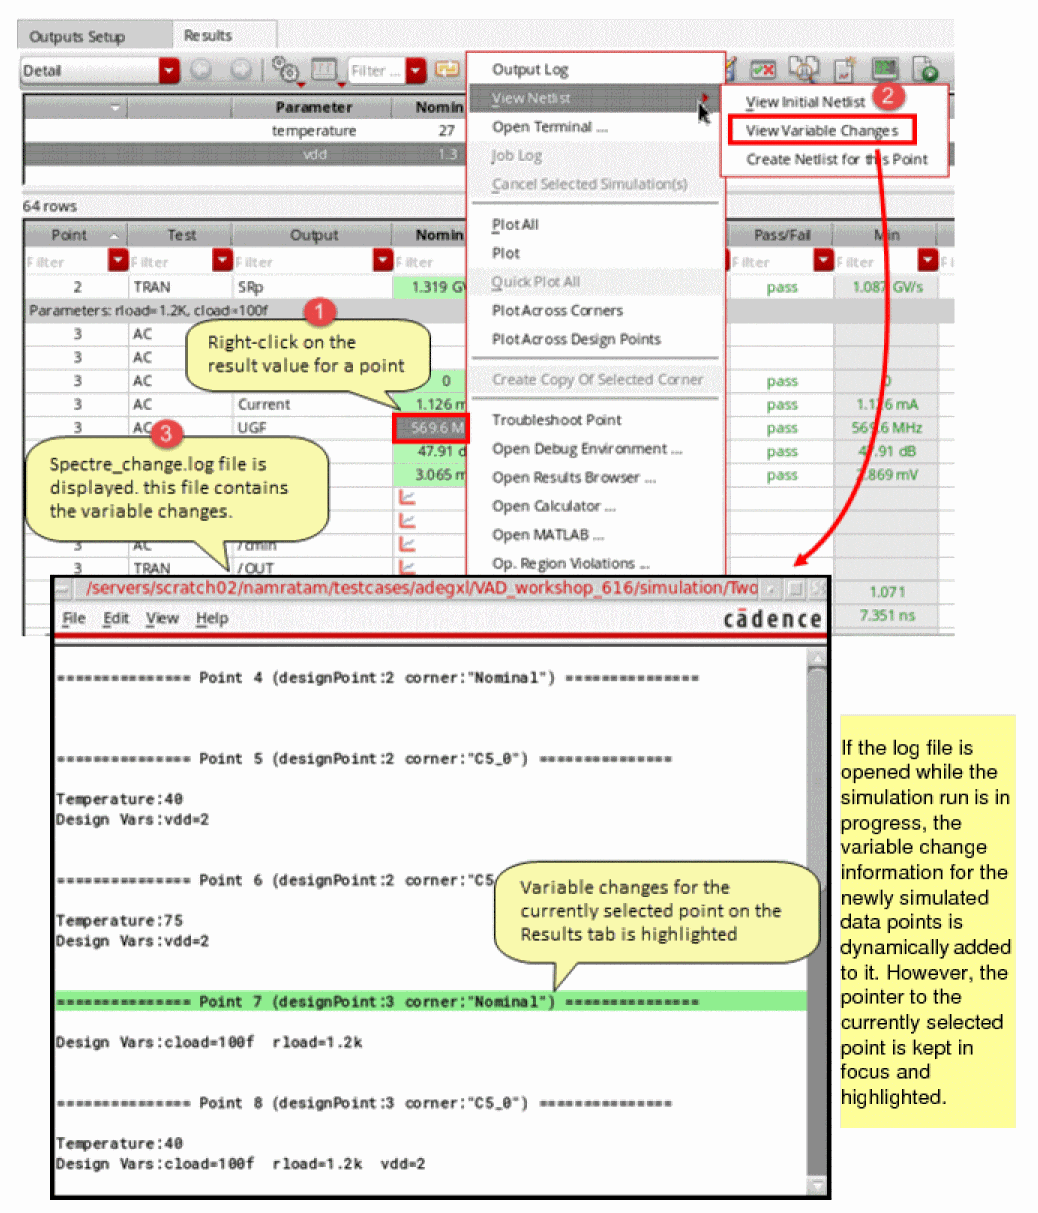 Outputs Setup
Results
Detail
Filter ...
Parameter Nomin
temperature 27
vdd 1.3
64 rows
Point Test Output Nomin Pass/Fail Min
Filter Filter Filter Filter Filter Filter
2 TRAN SRp 1.319 GV pass 1.087 GV/s
Parameters: rload=1.2K, cload=100f
3 AC
3 AC
3 AC 0 pass 0
3 AC Current 1.126 m pass 1.126 mA
3 AC UGF 569.6 M pass 569.6 MHz
47.91 d pass 47.91 dB
3.065 m pass 2.869 mV
3 AC /cmin
3 TRAN /OUT
1.071
7.351 ns
Output Log
View Netlist
Open Terminal ...
Job Log
Cancel Selected Simulation(s)
Plot All
Plot
Quick Plot All
Plot Across Corners
Plot Across Design Points
Create Copy Of Selected Corner
Troubleshoot Point
Open Debug Environment ...
Open Results Browser ...
Open Calculator ...
Open MATLAB ...
Op. Region Violations ...
2
View Initial Netlist
View Variable Changes
Create Netlist for this Point
1
Right-click on the
result value for a point
3
Spectre_change.log file is
displayed. this file contains
the variable changes.
/servers/scratch02/namratam/testcases/adegxl/VAD_workshop_616/simulation/Two
File Edit View Help
cādence
=============== Point 4 (designPoint:2 corner:"Nominal") ===============
=============== Point 5 (designPoint:2 corner:"C5_0") ===============
Temperature:40
Design Vars:vdd=2
=============== Point 6 (designPoint:2 corner:"C5
Temperature:75
Design Vars:vdd=2
Variable changes for the
currently selected point on the
Results tab is highlighted
=============== Point 7 (designPoint:3 corner:"Nominal") ===============
Design Vars:cload=100f rload=1.2k
=============== Point 8 (designPoint:3 corner:"C5_0") ===============
Temperature:40
Design Vars:cload=100f rload=1.2k vdd=2
If the log file is
opened while the
simulation run is in
progress, the
variable change
information for the
newly simulated
data points is
dynamically added
to it. However, the
pointer to the
currently selected
point is kept in
focus and
highlighted.